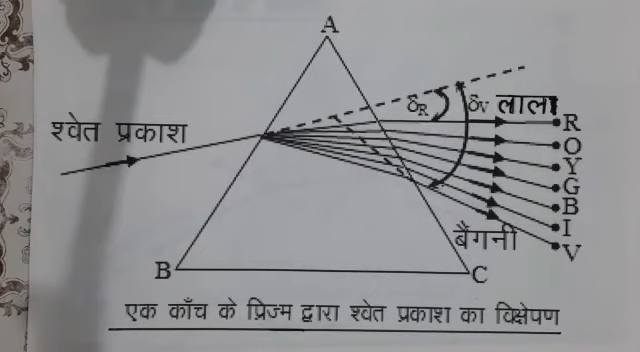 A
δR
δV
लाला
श्वेत प्रकाश
R
O
Y
G
B
I
V
बैंगनी
B
C
एक काँच के प्रिज्म द्वारा श्वेत प्रकाश का विक्षेपण